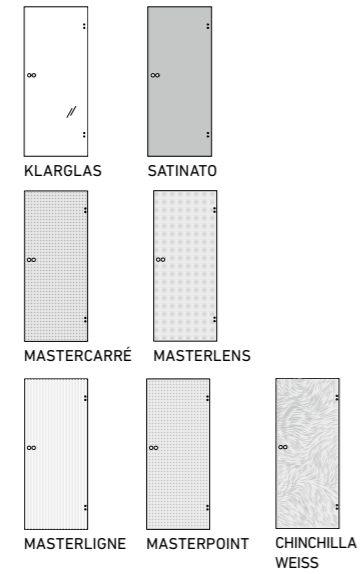 KLARGLAS
SATINATO
MASTERCARRÉ
MASTERLENS
MASTERLIGNE
MASTERPOINT
CHINCHILLA
WEISS